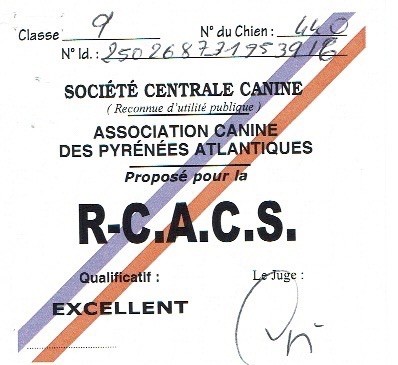 Classe 9 N° du Chien : 440
N° Id. : 250268731953916
SOCIÉTÉ CENTRALE CANINE
( Reconnue d'utilité publique )
ASSOCIATION CANINE
DES PYRÉNÉES ATLANTIQUES
Proposé pour la
R-C.A.C.S.
Qualificatif : Le Juge :
EXCELLENT